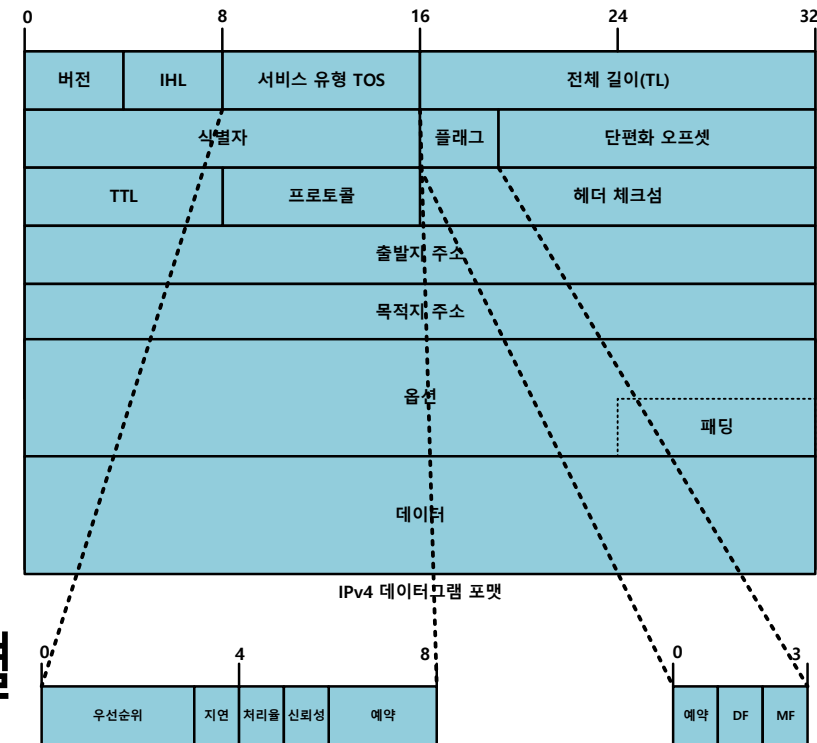 0 8 16 24 32
버전 IHL 서비스 유형 TOS 전체 길이(TL)
식별자 플래그 단편화 오프셋
TTL 프로토콜 헤더 체크섬
출발지 주소
목적지 주소
옵션
패딩
데이터
IPv4 데이터그램 포맷
0 4 8 0 3
우선순위 지연 처리율 신뢰성 예약 예약 DF MF